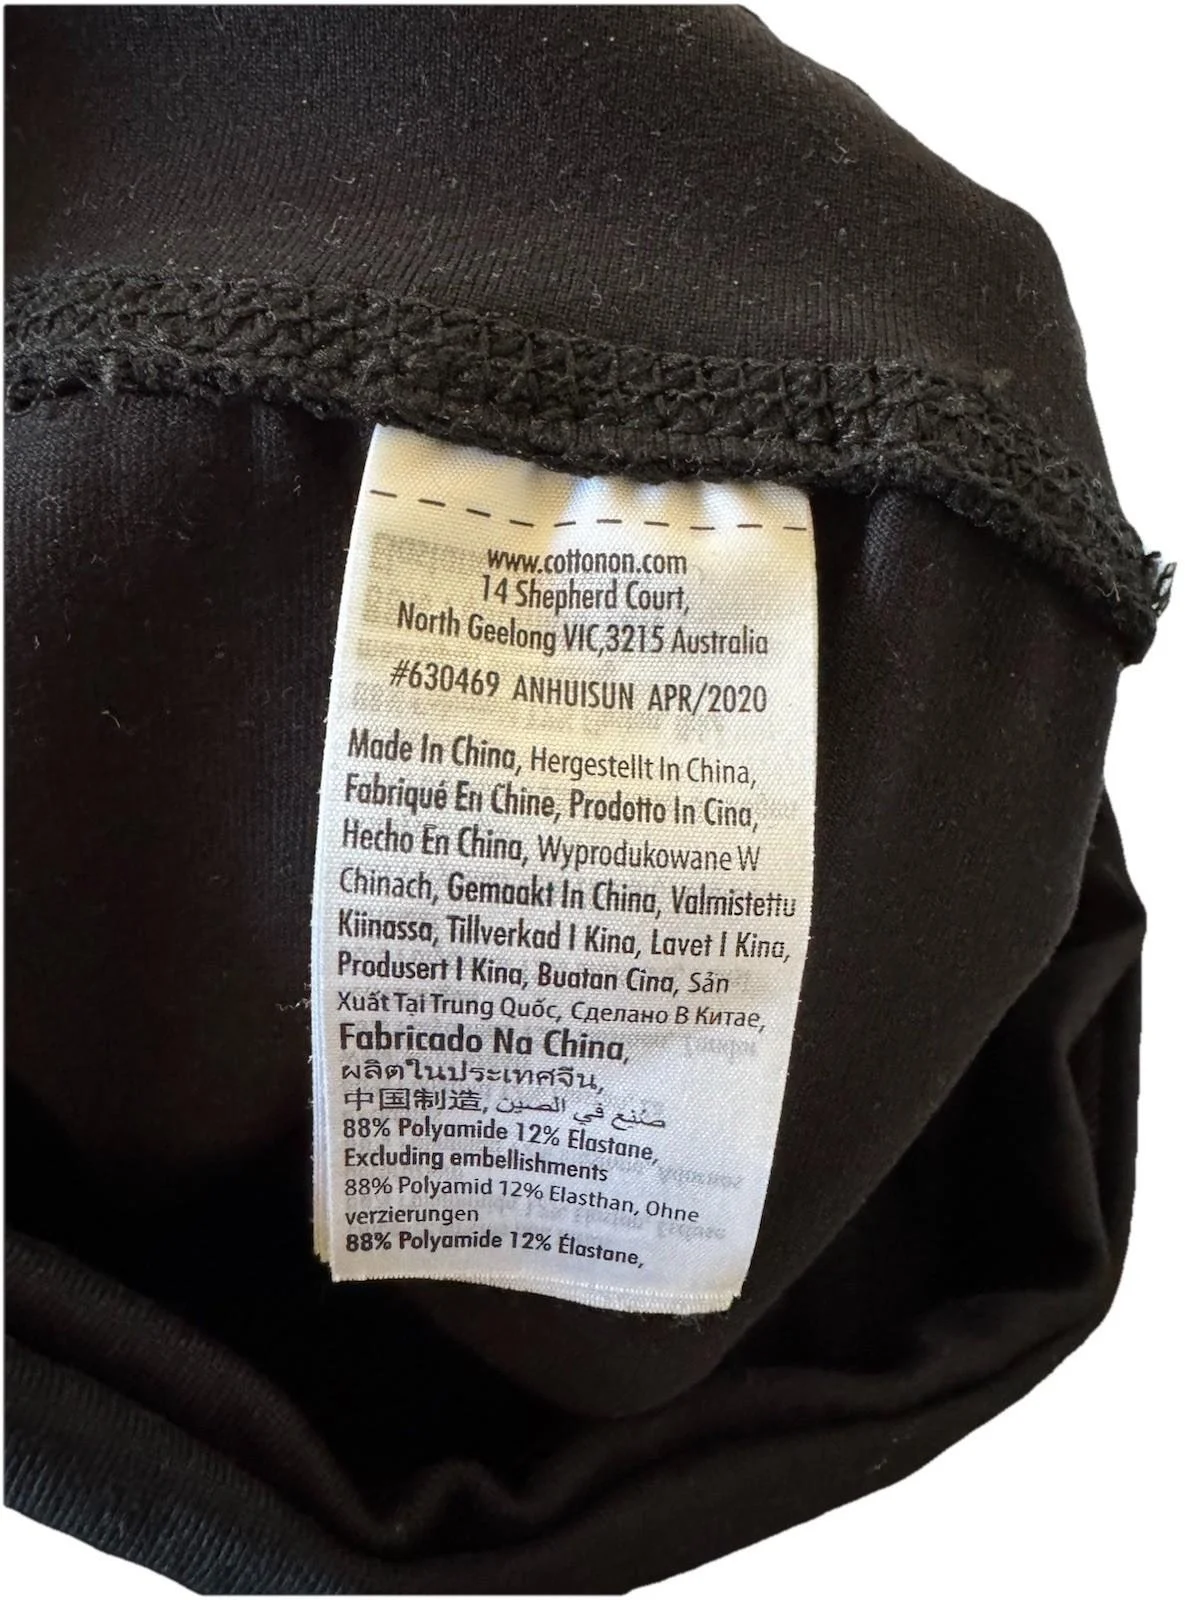 www.cottonon.com
14 Shepherd Court,
North Geelong VIC,3215 Australia
#630469 ANHUISUN APR/2020
Made In China, Hergestellt In China,
Fabriqué En Chine, Prodotto In Cina,
Hecho En China, Wyprodukowane W
Chinach, Gemaakt In China, Valmistettu
Kiinassa, Tillverkad I Kina, Lavet I Kina,
Produsert I Kina, Buatan Cina, Sản
Xuất Tại Trung Quốc, Сделано В Китае,
Fabricado Na China,
ผลิตในประเทศจีน,
中国制造, صُنِع في الصين
88% Polyamide 12% Elastane,
Excluding embellishments
88% Polyamid 12% Elasthan, Ohne
verzierungen
88% Polyamide 12% Élastane,